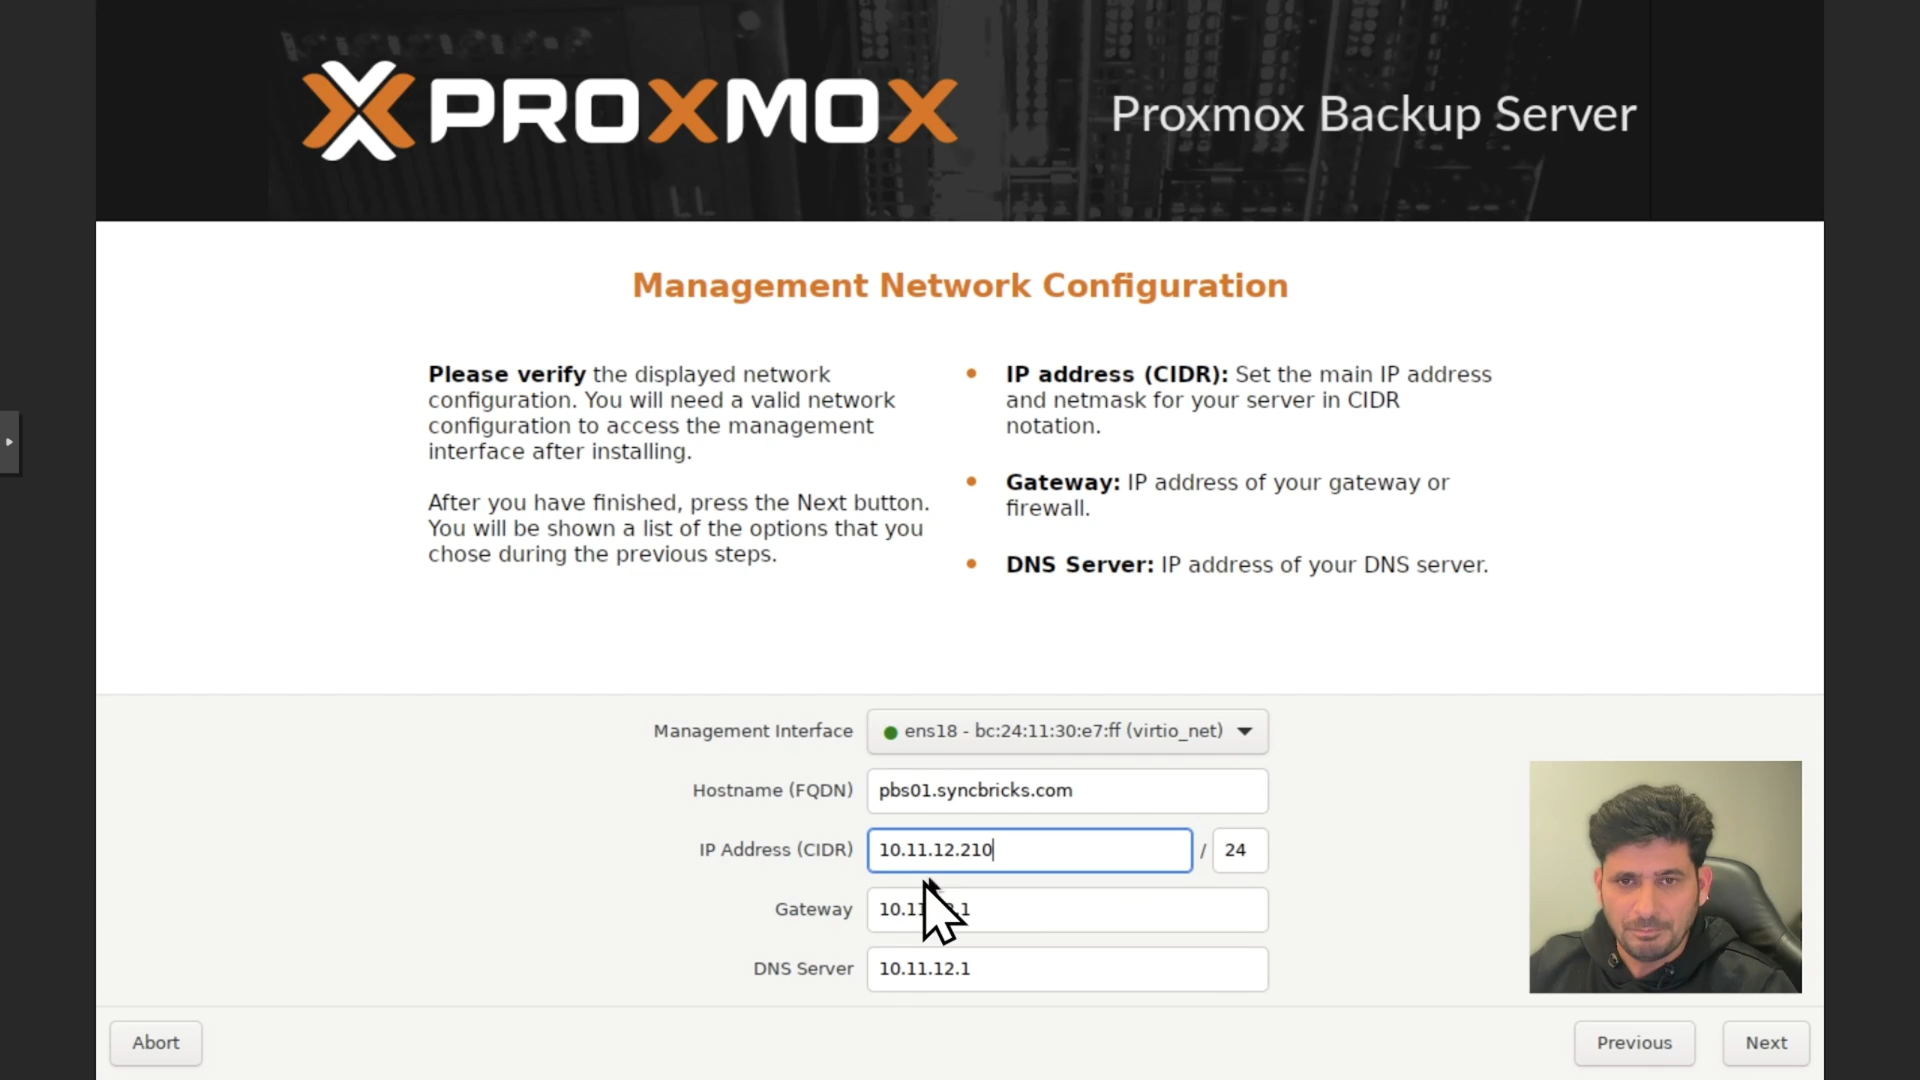 PROXMOX
Proxmox Backup Server
Management Network Configuration
Please verify the displayed network
configuration. You will need a valid network
configuration to access the management
interface after installing.
After you have finished, press the Next button.
You will be shown a list of the options that you
chose during the previous steps.
IP address (CIDR): Set the main IP address
and netmask for your server in CIDR
notation.
Gateway: IP address of your gateway or
firewall.
DNS Server: IP address of your DNS server.
Management Interface ens18 - bc:24:11:30:e7:ff (virtio_net)
Hostname (FQDN) pbs01.syncbricks.com
IP Address (CIDR) 10.11.12.210 / 24
Gateway
DNS Server 10.11.12.1
Abort Previous Next